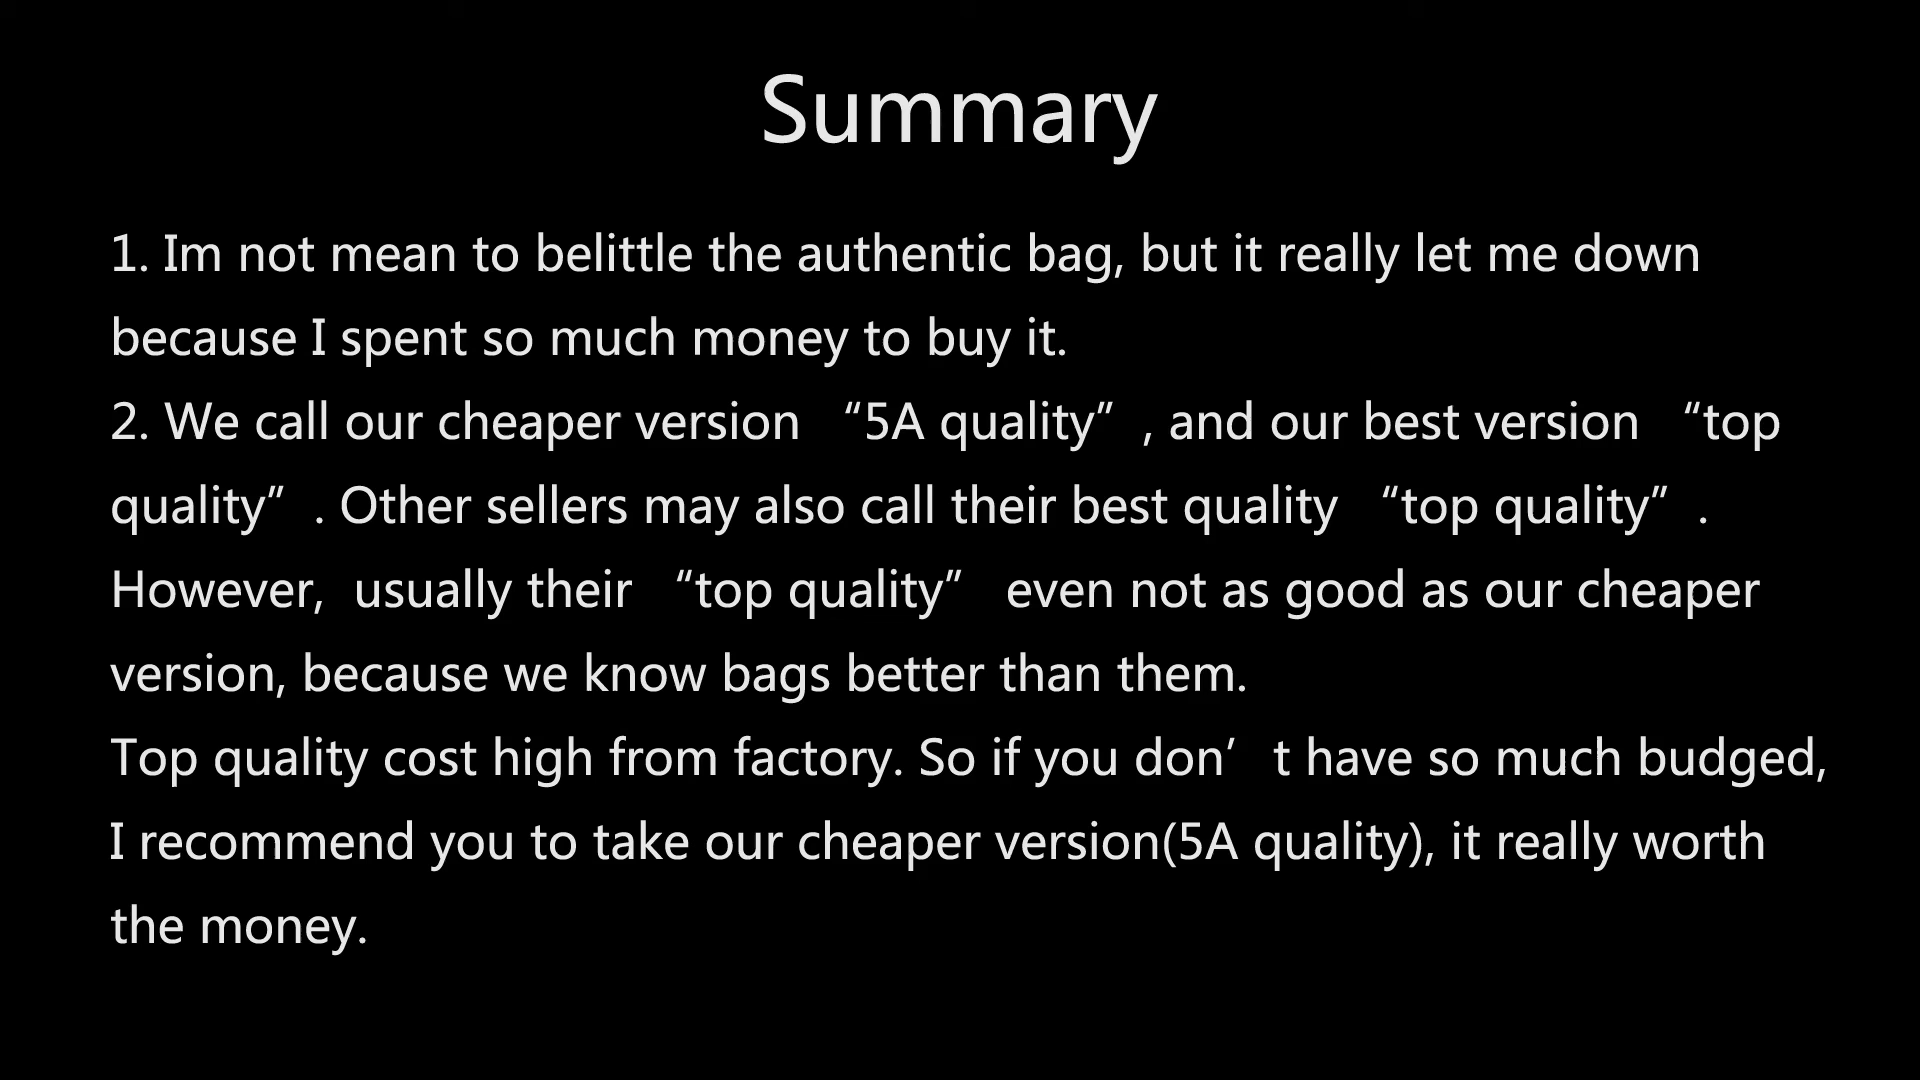 Summary
1. Im not mean to belittle the authentic bag, but it really let me down
because I spent so much money to buy it.
2. We call our cheaper version “5A quality”, and our best version “top
quality”. Other sellers may also call their best quality “top quality”.
However, usually their “top quality” even not as good as our cheaper
version, because we know bags better than them.
Top quality cost high from factory. So if you don’t have so much budged,
I recommend you to take our cheaper version(5A quality), it really worth
the money.